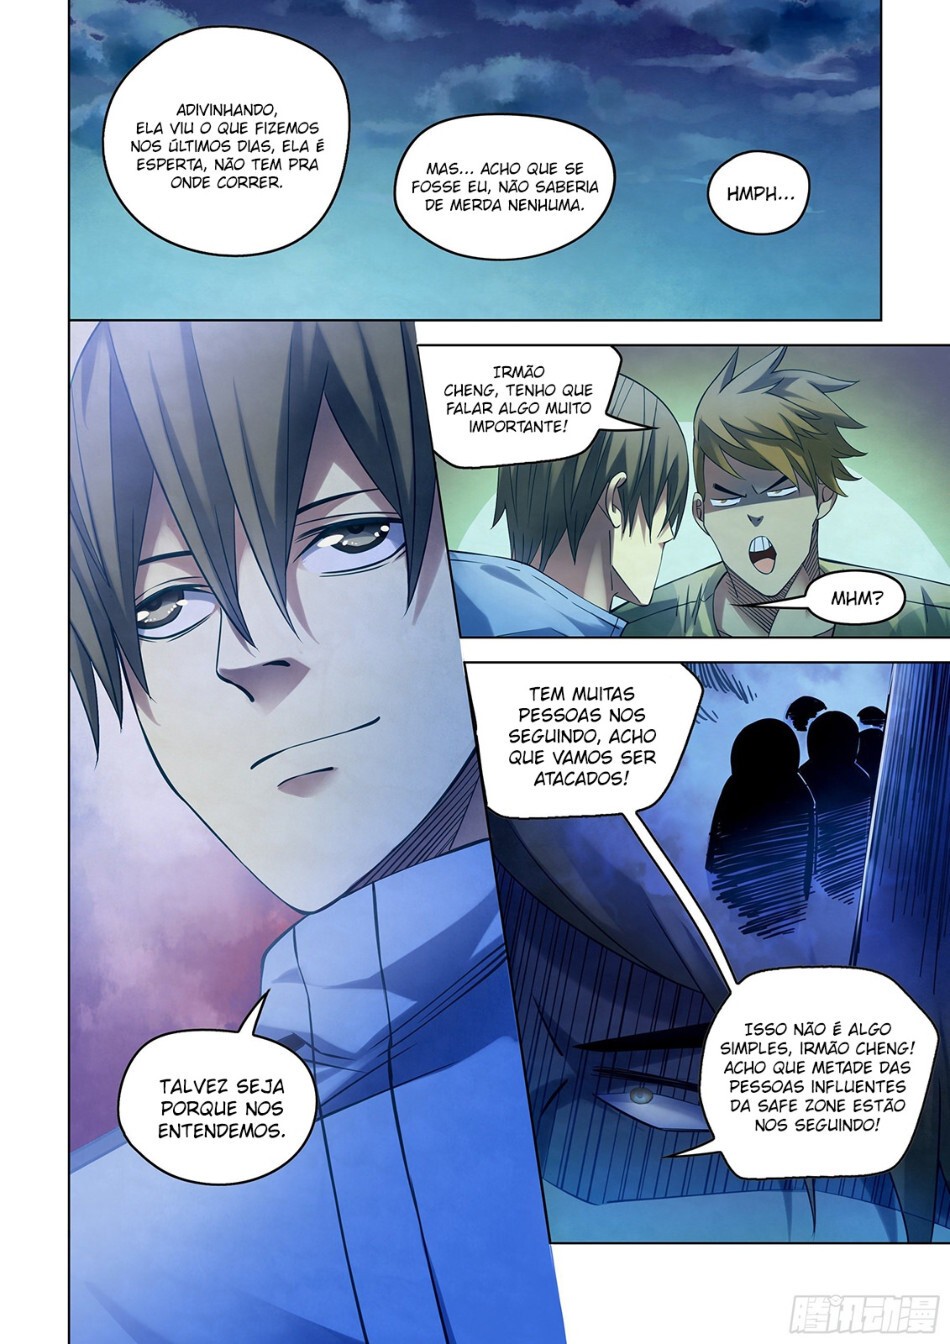 ADIVINHANDO,
ELA VIU O QUE FIZEMOS
NOS ÚLTIMOS DIAS, ELA É
ESPERTA, NÃO TEM PRA
ONDE CORRER.
MAS... ACHO QUE SE
FOSSE EU, NÃO SABERIA
DE MERDA NENHUMA.
HMPH...
TALVEZ SEJA
PORQUE NOS
ENTENDEMOS.
IRMÃO
CHENG, TENHO QUE
FALAR ALGO MUITO
IMPORTANTE!
MHM?
TEM MUITAS
PESSOAS NOS
SEGUINDO, ACHO
QUE VAMOS SER
ATACADOS!
ISSO NÃO É ALGO
SIMPLES, IRMÃO CHENG!
ACHO QUE METADE DAS
PESSOAS INFLUENTES
DA SAFE ZONE ESTÃO
NOS SEGUINDO!
腾讯动漫